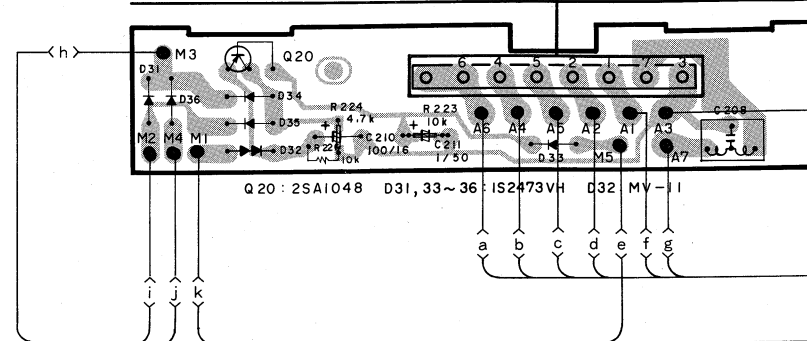 h
M3
Q20
6 4 5 2 1 7 3
D31
D36
D34
R224
4.7k
R223
10k
C208
D35
C210
100/16
A6 A4 A5 A2 A1 A3
M2 M4 M1
D32
10k
C211
1/50
D33
M5
A7
Q20 : 2SA1048 D31, 33~36 : IS2473VH D32 MV-11
a b c d e f g
i j k